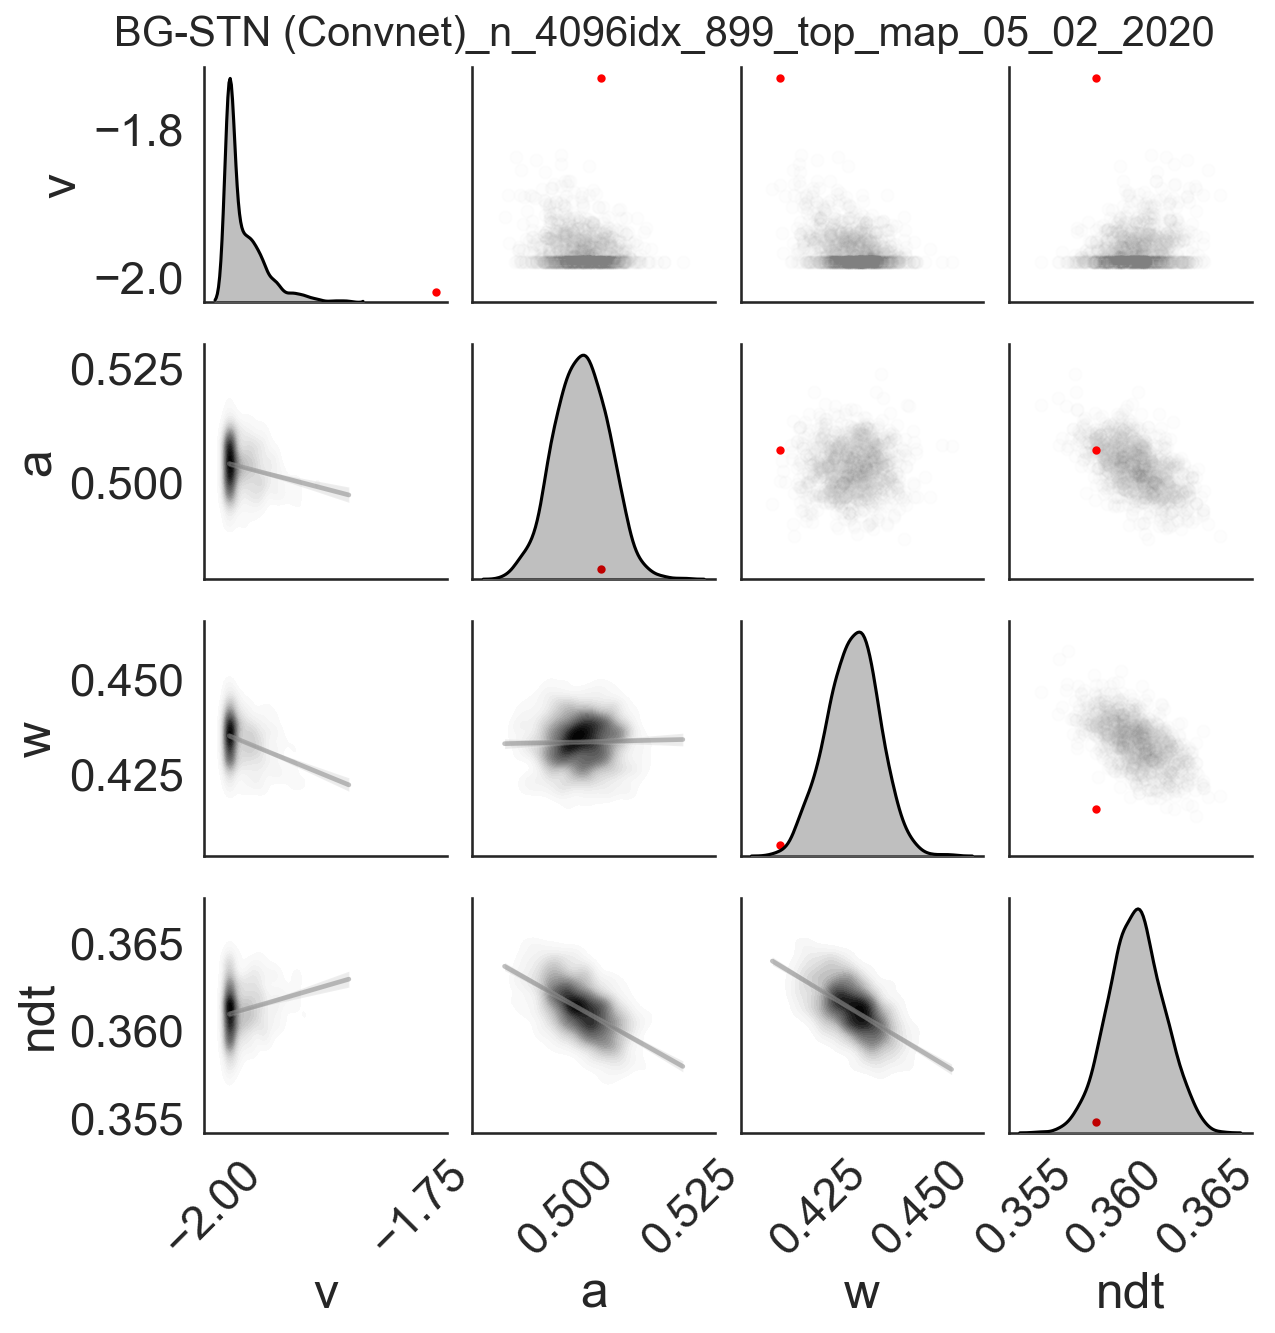 BG-STN (Convnet)_n_4096idx_899_top_map_05_02_2020
−1.8
v
−2.0
0.525
a
0.500
0.450
w
0.425
0.365
ndt
0.360
0.355
−2.00 −1.75 0.500 0.525 0.425 0.450 0.355 0.360 0.365
v a w ndt